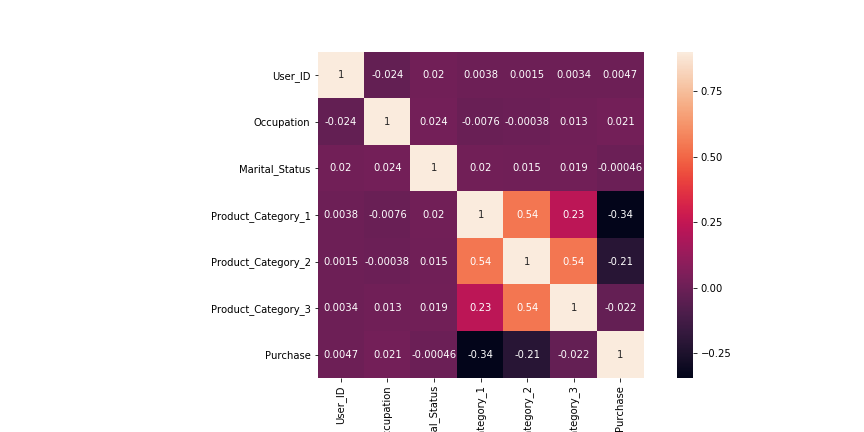 User_ID 1 -0.024 0.02 0.0038 0.0015 0.0034 0.0047
Occupation -0.024 1 0.024 -0.0076 -0.00038 0.013 0.021
Marital_Status 0.02 0.024 1 0.02 0.015 0.019 -0.00046
Product_Category_1 0.0038 -0.0076 0.02 1 0.54 0.23 -0.34
Product_Category_2 0.0015 -0.00038 0.015 0.54 1 0.54 -0.21
Product_Category_3 0.0034 0.013 0.019 0.23 0.54 1 -0.022
Purchase 0.0047 0.021 -0.00046 -0.34 -0.21 -0.022 1
User_ID
ccupation
al_Status
ategory_1
ategory_2
ategory_3
Purchase
0.75
0.50
0.25
0.00
−0.25